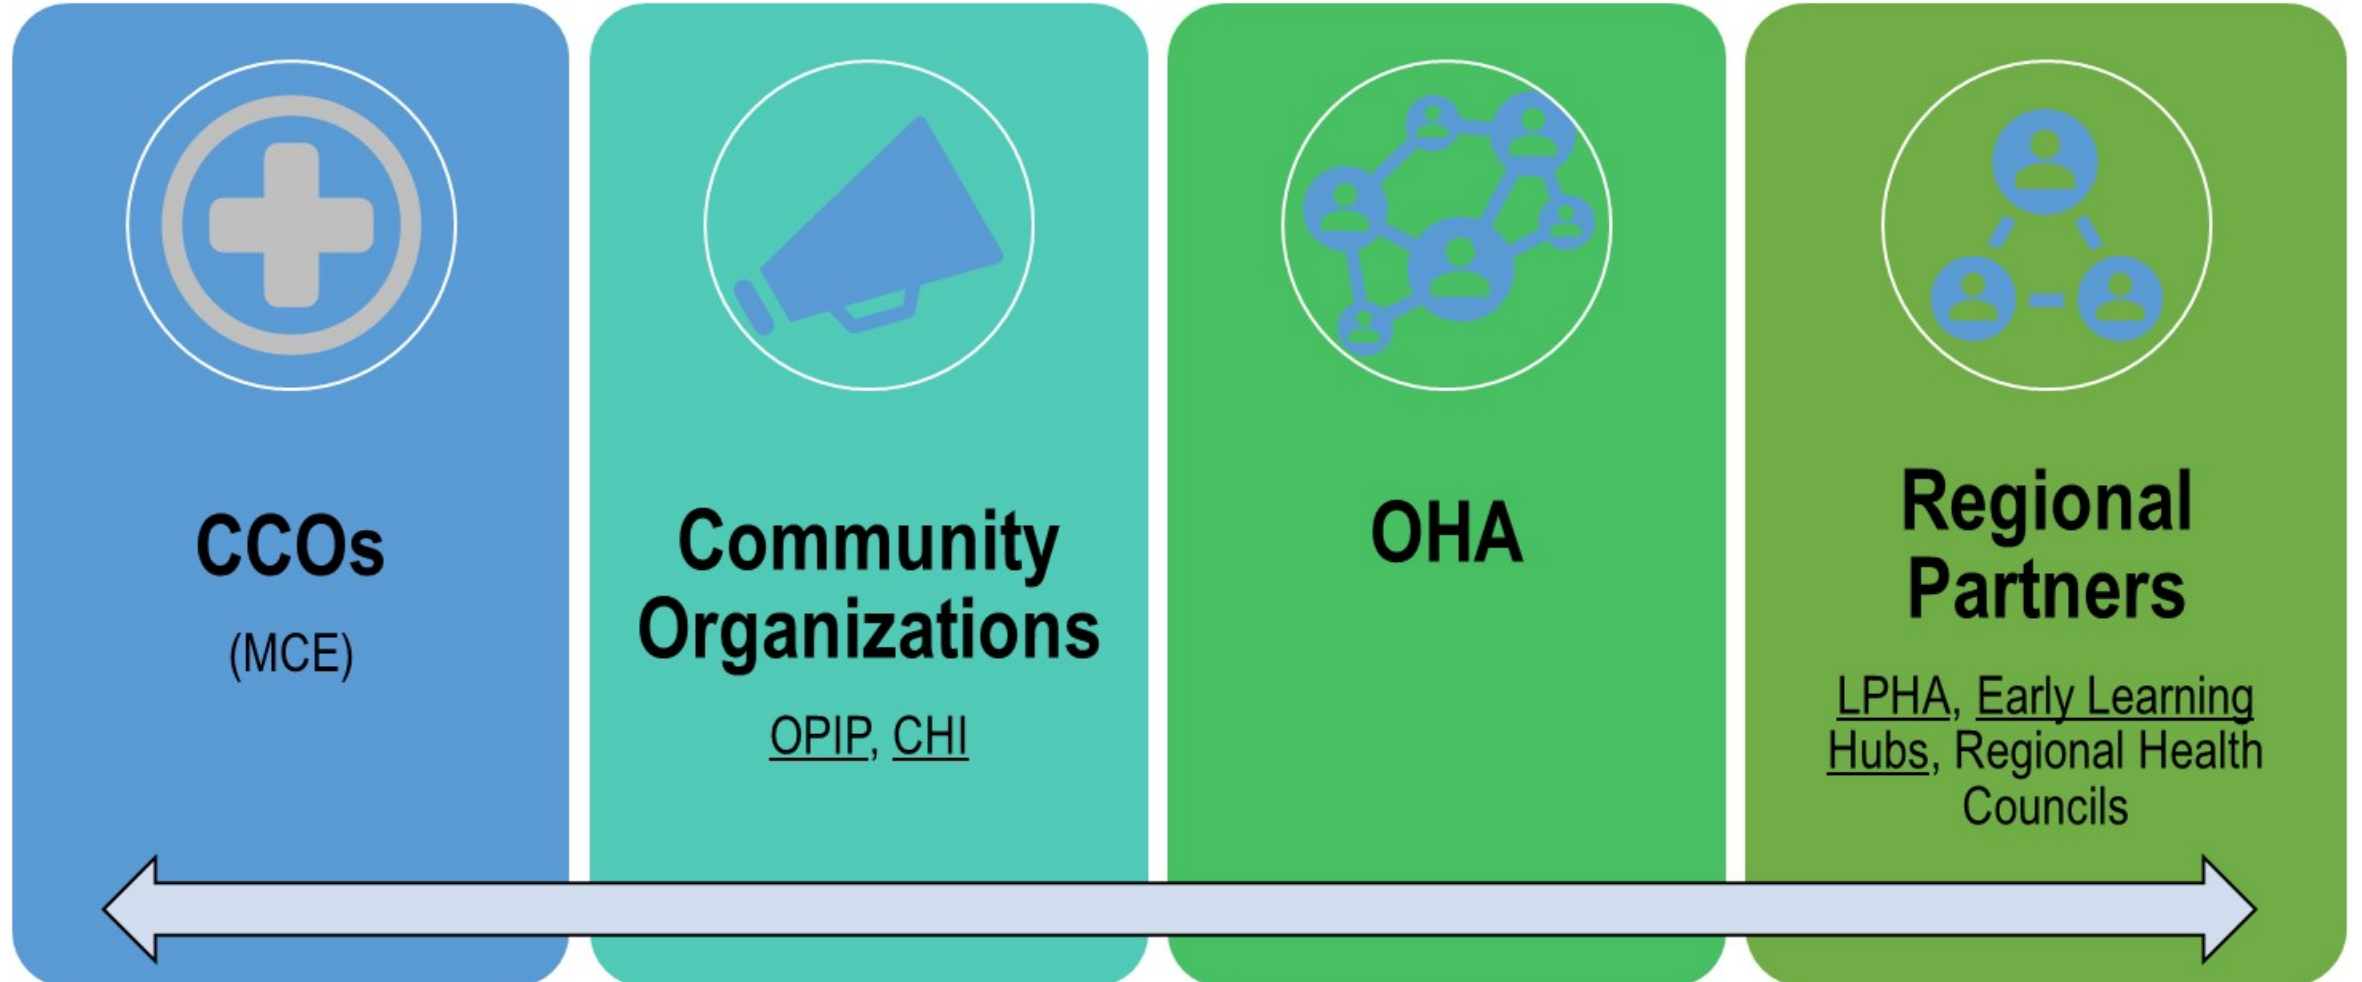 CCOs
(MCE)
Community
Organizations
OPIP, CHI
OHA
Regional
Partners
LPHA, Early Learning
Hubs, Regional Health
Councils